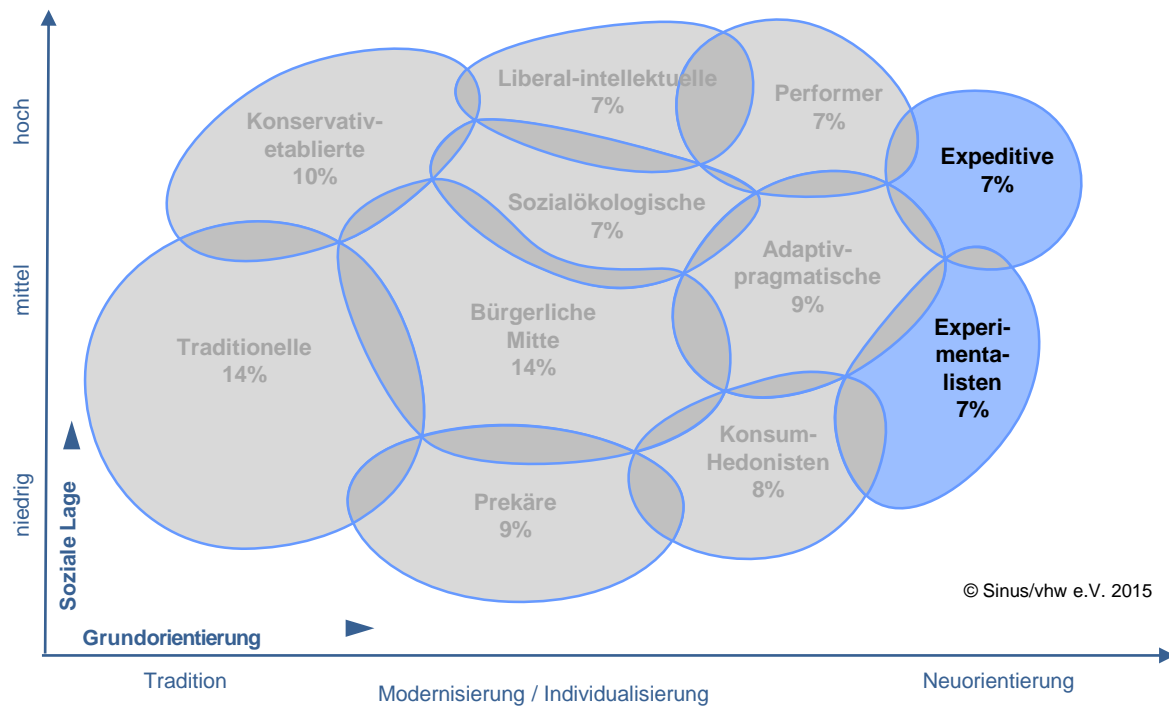 hoch
mittel
niedrig
Soziale Lage
Liberal-intellektuelle
7%
Performer
7%
Konservativ-
etablierte
10%
Expeditive
7%
Sozialökologische
7%
Adaptiv-
pragmatische
9%
Bürgerliche
Mitte
14%
Traditionelle
14%
Experi-
menta-
listen
7%
Konsum-
Hedonisten
8%
Prekäre
9%
© Sinus/vhw e.V. 2015
Grundorientierung
Tradition
Modernisierung / Individualisierung
Neuorientierung